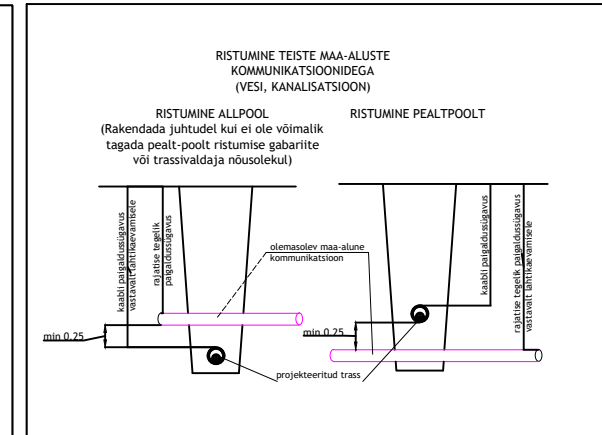 RISTUMINE TEISTE MAA-ALUSTE
KOMMUNIKATSIOONIDEGA
(VESI, KANALISATSIOON)
RISTUMINE ALLPOOL
(Rakendada juhtudel kui ei ole võimalik
tagada pealt-poolt ristumise gabariite
või trassivaldaja nõusolekul)
RISTUMINE PEALTPOOLT
kaabli paigaldussügavus
vastavalt lahtikaevamisele
rajatise tegelik
paigaldussügavus
olemasolev maa-alune
kommunikatsioon
kaabli paigaldussügavus
rajatise tegelik paigaldussügavus
vastavalt lahtikaevamisele
min 0.25
min 0.25
projekteeritud trass